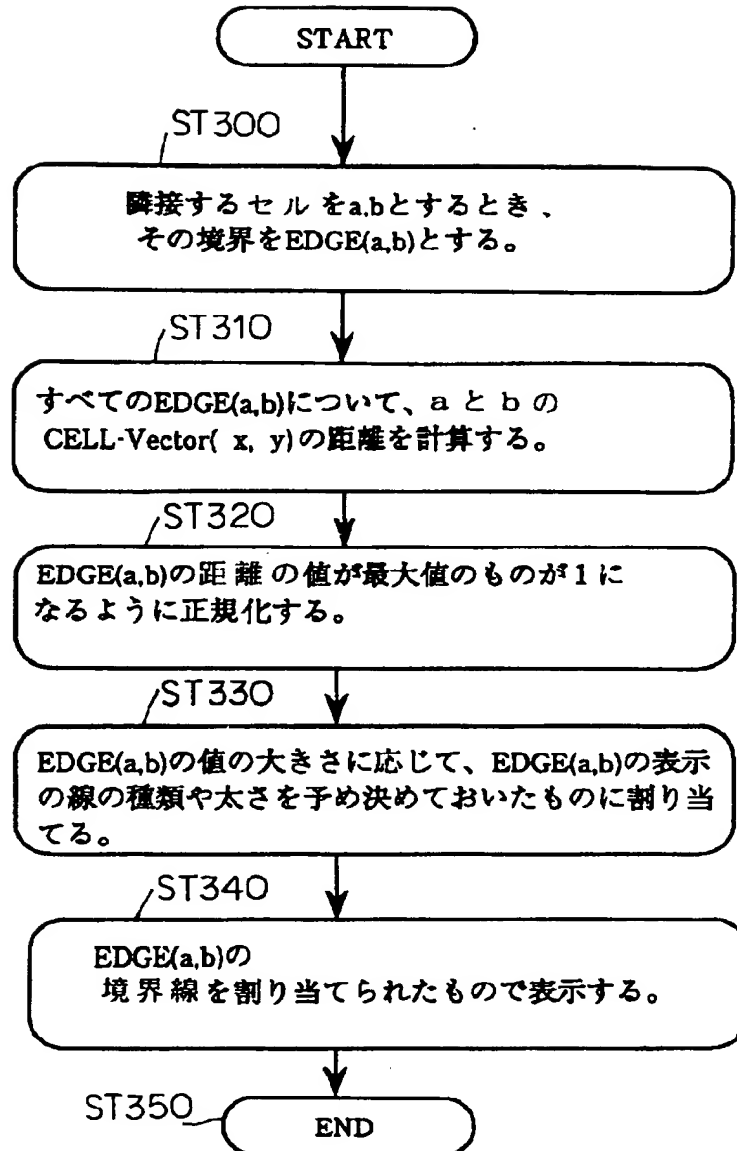 START
ST300
隣接するセルをa,bとするとき、
その境界をEDGE(a,b)とする。
ST310
すべてのEDGE(a,b)について、aとbの
CELL-Vector( x, y)の距離を計算する。
ST320
EDGE(a,b)の距離の値が最大値のものが1に
なるように正規化する。
ST330
EDGE(a,b)の値の大きさに応じて、EDGE(a,b)の表示
の線の種類や太さを予め決めておいたものに割り当
てる。
ST340
EDGE(a,b)の
境界線を割り当てられたもので表示する。
ST350
END